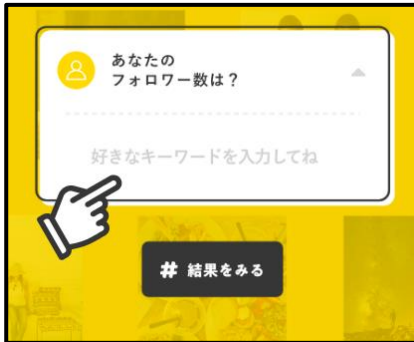 あなたの
フォロワー数は？
好きなキーワードを入力してね
# 結果をみる